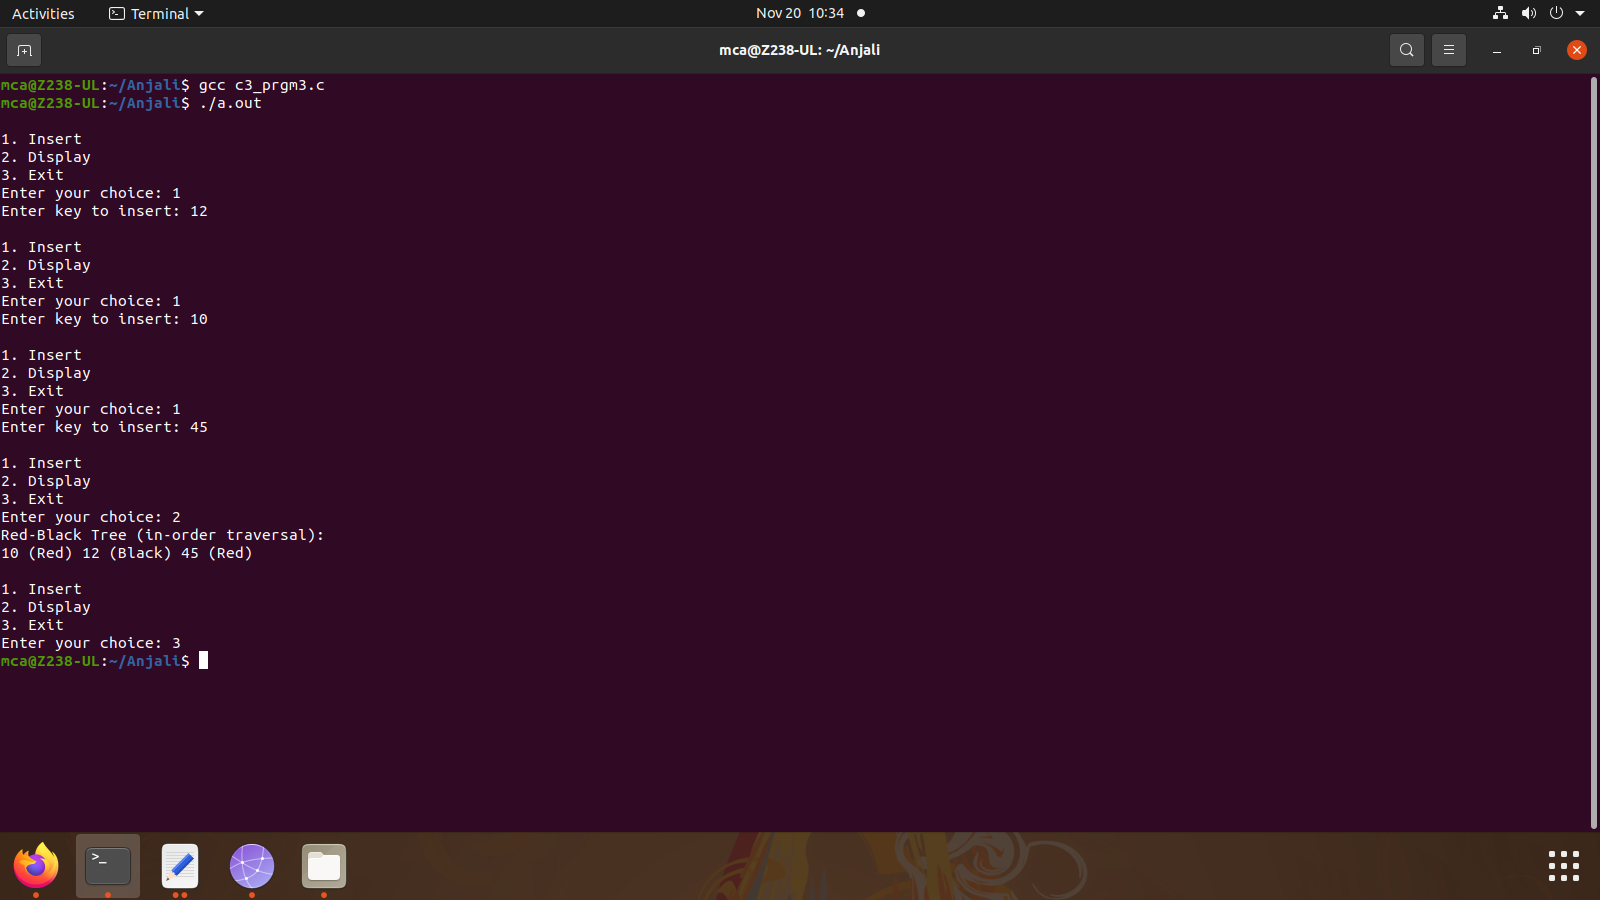 Activities Terminal Nov 20 10:34
mca@Z238-UL: ~/Anjali
mca@Z238-UL:~/Anjali$ gcc c3_prgm3.c
mca@Z238-UL:~/Anjali$ ./a.out
1. Insert
2. Display
3. Exit
Enter your choice: 1
Enter key to insert: 12
1. Insert
2. Display
3. Exit
Enter your choice: 1
Enter key to insert: 10
1. Insert
2. Display
3. Exit
Enter your choice: 1
Enter key to insert: 45
1. Insert
2. Display
3. Exit
Enter your choice: 2
Red-Black Tree (in-order traversal):
10 (Red) 12 (Black) 45 (Red)
1. Insert
2. Display
3. Exit
Enter your choice: 3
mca@Z238-UL:~/Anjali$